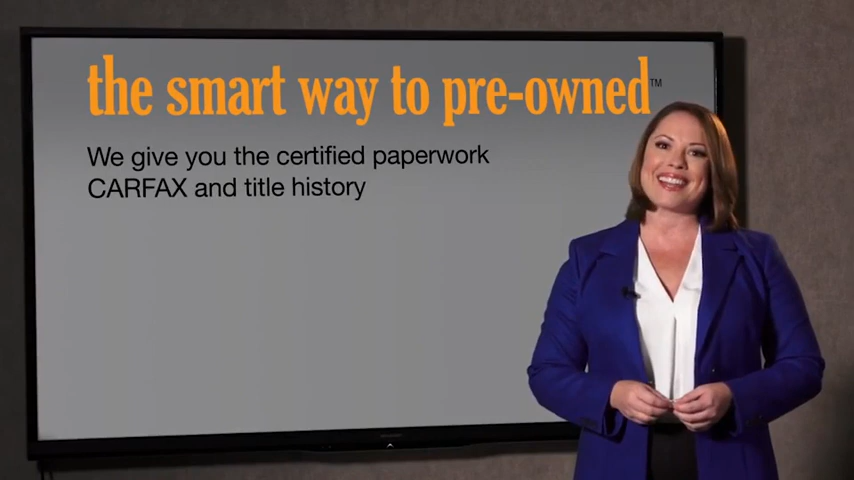 the smart way to pre-owned™
We give you the certified paperwork
CARFAX and title history